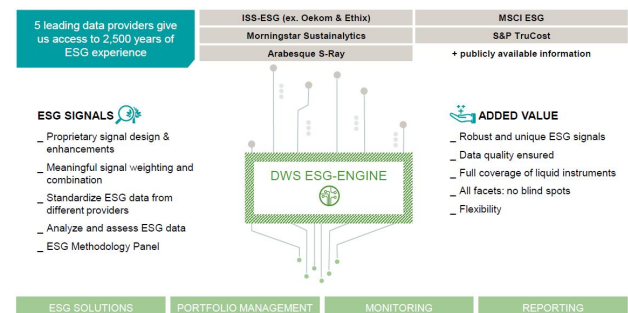 5 leading data providers give
us access to 2,500 years of
ESG experience
ISS-ESG (ex. Oekom & Ethix)
MSCI ESG
Morningstar Sustainalytics
S&P TruCost
Arabesque S-Ray
+ publicly available information
ESG SIGNALS
_ Proprietary signal design &
enhancements
_ Meaningful signal weighting and
combination
_ Standardize ESG data from
different providers
_ Analyze and assess ESG data
_ ESG Methodology Panel
DWS ESG-ENGINE
ADDED VALUE
_ Robust and unique ESG signals
_ Data quality ensured
_ Full coverage of liquid instruments
_ All facets: no blind spots
_ Flexibility
ESG SOLUTIONS
PORTFOLIO MANAGEMENT
MONITORING
REPORTING